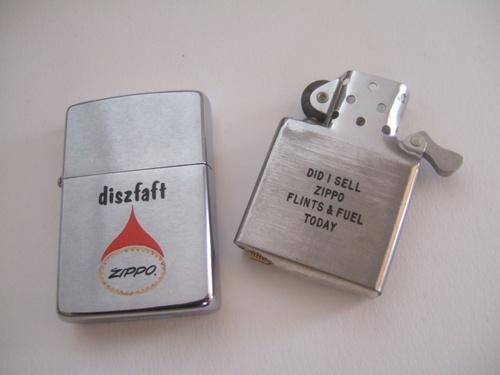 diszfaft
ZIPPO.
DID I SELL
ZIPPO
FLINTS & FUEL
TODAY